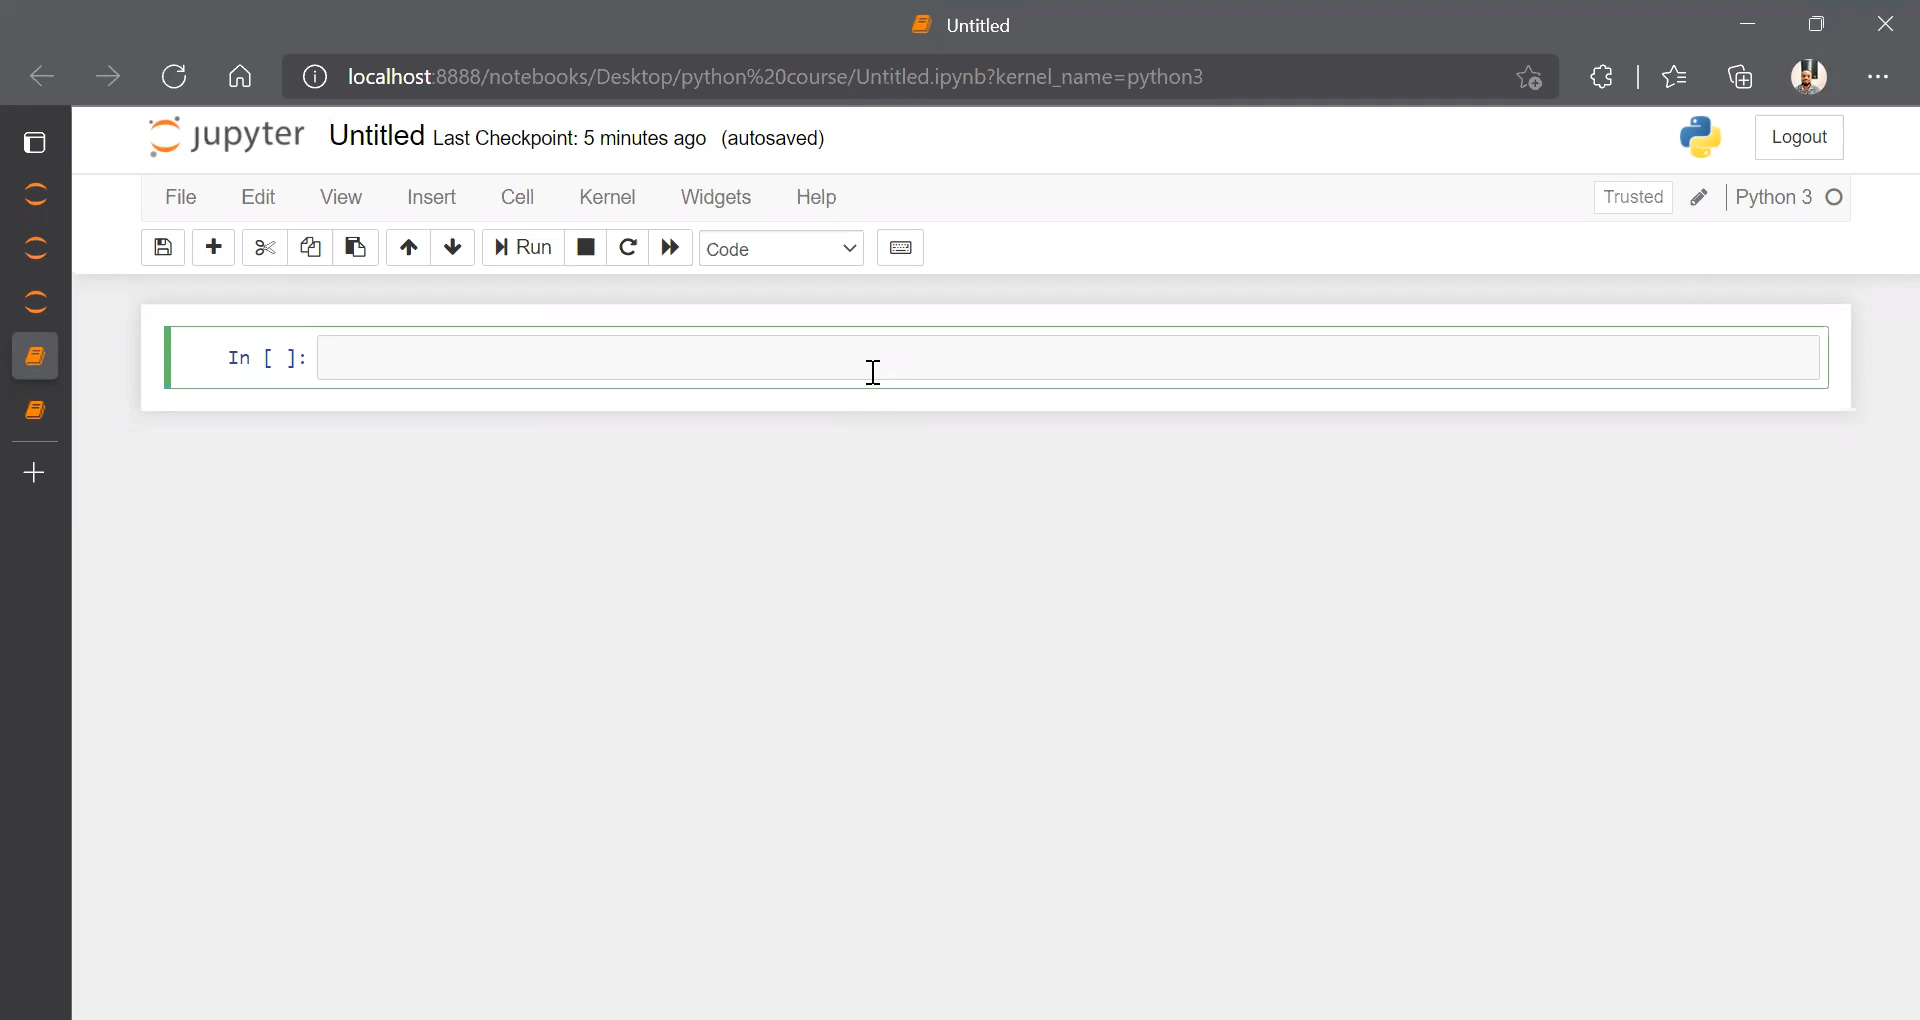 Untitled
localhost:8888/notebooks/Desktop/python%20course/Untitled.ipynb?kernel_name=python3
jupyter Untitled Last Checkpoint: 5 minutes ago (autosaved)
Logout
File Edit View Insert Cell Kernel Widgets Help Trusted Python 3
Run Code
In [ ]: